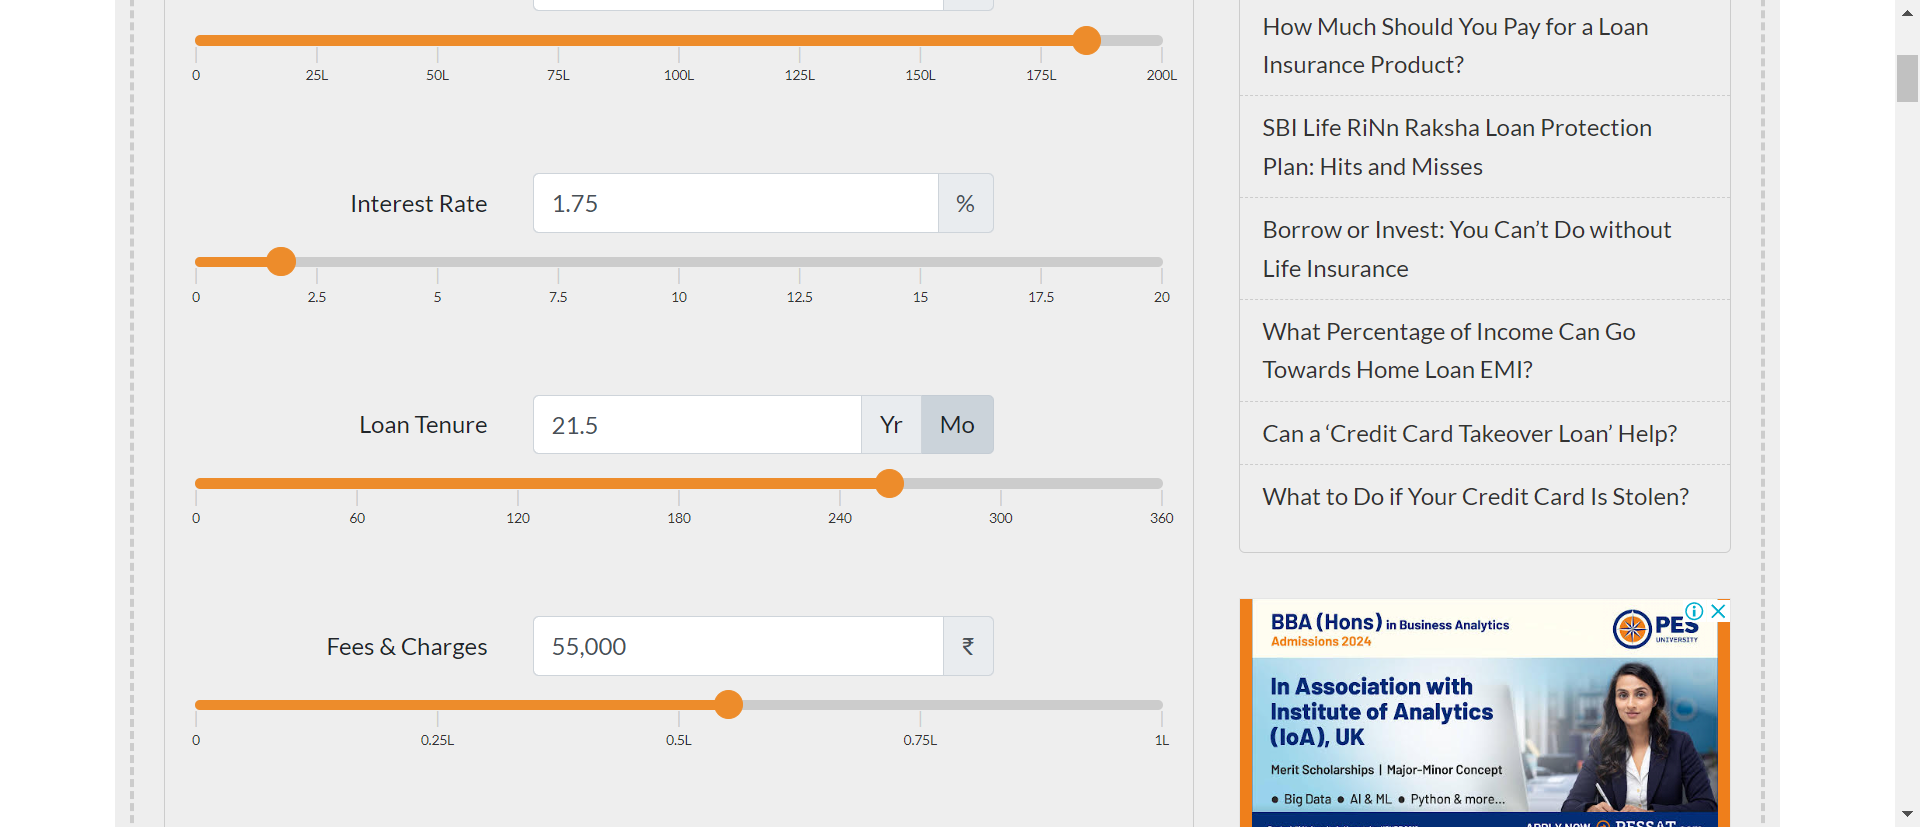 0 25L 50L 75L 100L 125L 150L 175L 200L
Interest Rate 1.75 %
0 2.5 5 7.5 10 12.5 15 17.5 20
Loan Tenure 21.5 Yr Mo
0 60 120 180 240 300 360
Fees & Charges 55,000 ₹
0 0.25L 0.5L 0.75L 1L
How Much Should You Pay for a Loan
Insurance Product?
SBI Life RiNn Raksha Loan Protection
Plan: Hits and Misses
Borrow or Invest: You Can’t Do without
Life Insurance
What Percentage of Income Can Go
Towards Home Loan EMI?
Can a ‘Credit Card Takeover Loan’ Help?
What to Do if Your Credit Card Is Stolen?
BBA (Hons) in Business Analytics
Admissions 2024
PES
UNIVERSITY
In Association with
Institute of Analytics
(IoA), UK
Merit Scholarships | Major-Minor Concept
• Big Data • AI & ML • Python & more...
APPLY NOW PESSAT.com